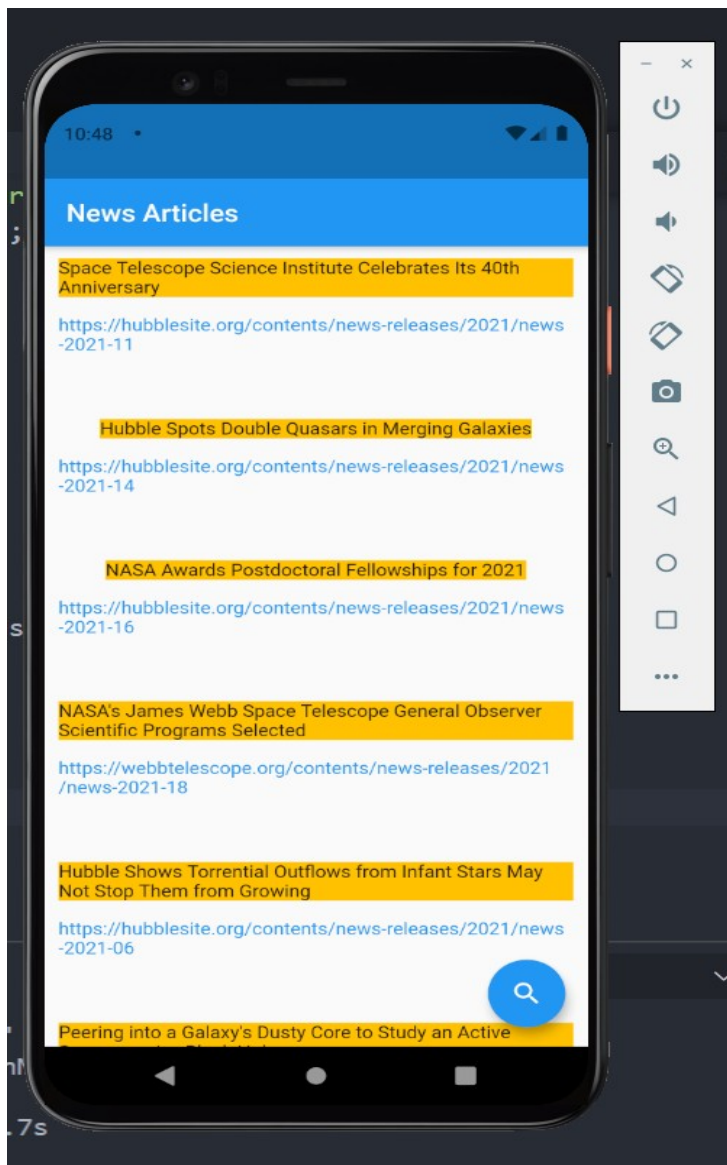 10:48
News Articles
Space Telescope Science Institute Celebrates Its 40th
Anniversary
https://hubblesite.org/contents/news-releases/2021/news
-2021-11
Hubble Spots Double Quasars in Merging Galaxies
https://hubblesite.org/contents/news-releases/2021/news
-2021-14
NASA Awards Postdoctoral Fellowships for 2021
https://hubblesite.org/contents/news-releases/2021/news
-2021-16
NASA's James Webb Space Telescope General Observer
Scientific Programs Selected
https://webbtelescope.org/contents/news-releases/2021
/news-2021-18
Hubble Shows Torrential Outflows from Infant Stars May
Not Stop Them from Growing
https://hubblesite.org/contents/news-releases/2021/news
-2021-06
Peering into a Galaxy's Dusty Core to Study an Active
.7s